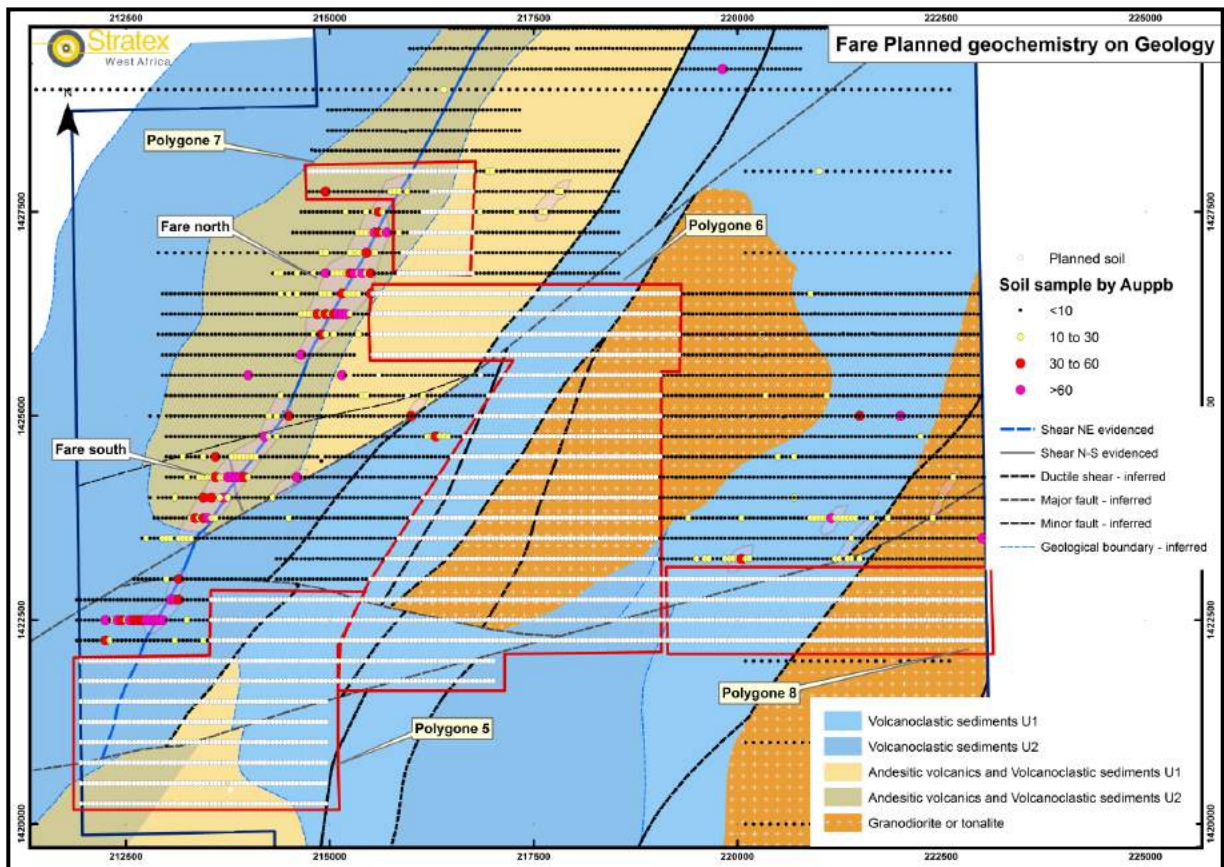 212500 215000 217500 220000 222500 225000
Stratex
West Africa
Fare Planned geochemistry on Geology
N
Polygone 7
1427500
1427500
Fare north
Polygone 6
Planned soil
Soil sample by Auppb
<10
10 to 30
30 to 60
>60
1425000
00
Fare south
Shear NE evidenced
Shear N-S evidenced
Ductile shear - inferred
Major fault - inferred
Minor fault - inferred
Geological boundary - inferred
1422500
1422500
Polygone 8
Polygone 5
Volcanoclastic sediments U1
Volcanoclastic sediments U2
Andesitic volcanics and Volcanoclastic sediments U1
Andesitic volcanics and Volcanoclastic sediments U2
Granodiorite or tonalite
1420000
1420000
212500 215000 217500 220000 222500 225000